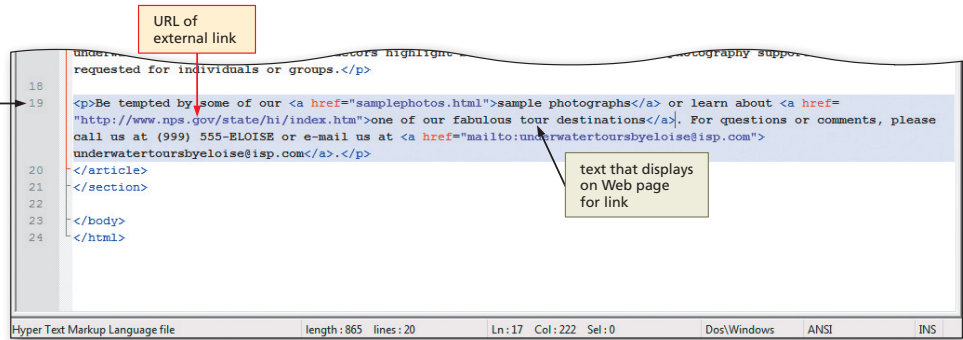 URL of
external link
highlight
requested for individuals or groups.</p>
18
19 <p>Be tempted by some of our <a href="samplephotos.html">sample photographs</a> or learn about <a href=
"http://www.nps.gov/state/hi/index.htm">one of our fabulous tour destinations</a>. For questions or comments, please
call us at (999) 555-ELOISE or e-mail us at <a href="mailto:underwatertoursbyeloise@isp.com">
underwatertoursbyeloise@isp.com</a>.</p>
20 </article>
21 </section>
22
23 </body>
24 </html>
text that displays
on Web page
for link
Hyper Text Markup Language file length : 865 lines : 20 Ln : 17 Col : 222 Sel : 0 Dos\Windows ANSI INS